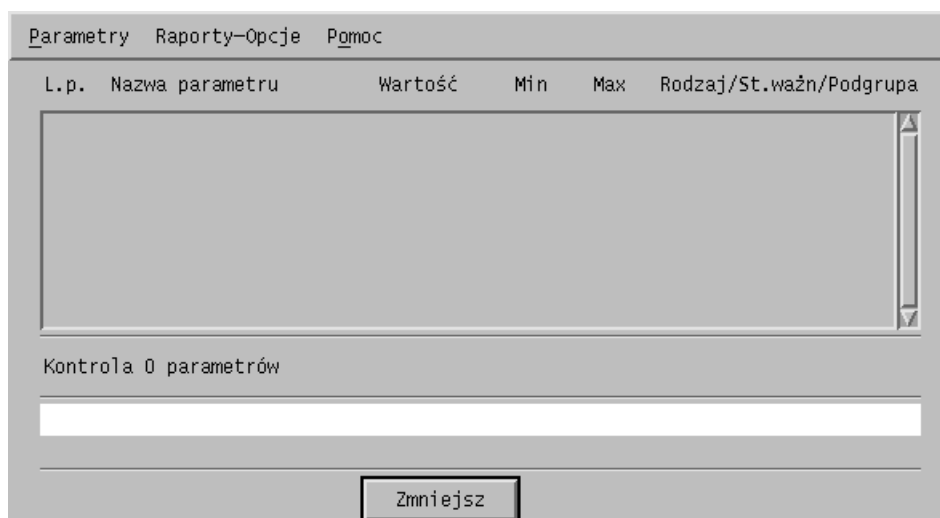 Parametry Raporty-Opcje Pomoc
L.p. Nazwa parametru Wartość Min Max Rodzaj/St.ważn/Podgrupa
Kontrola 0 parametrów
Zmniejsz